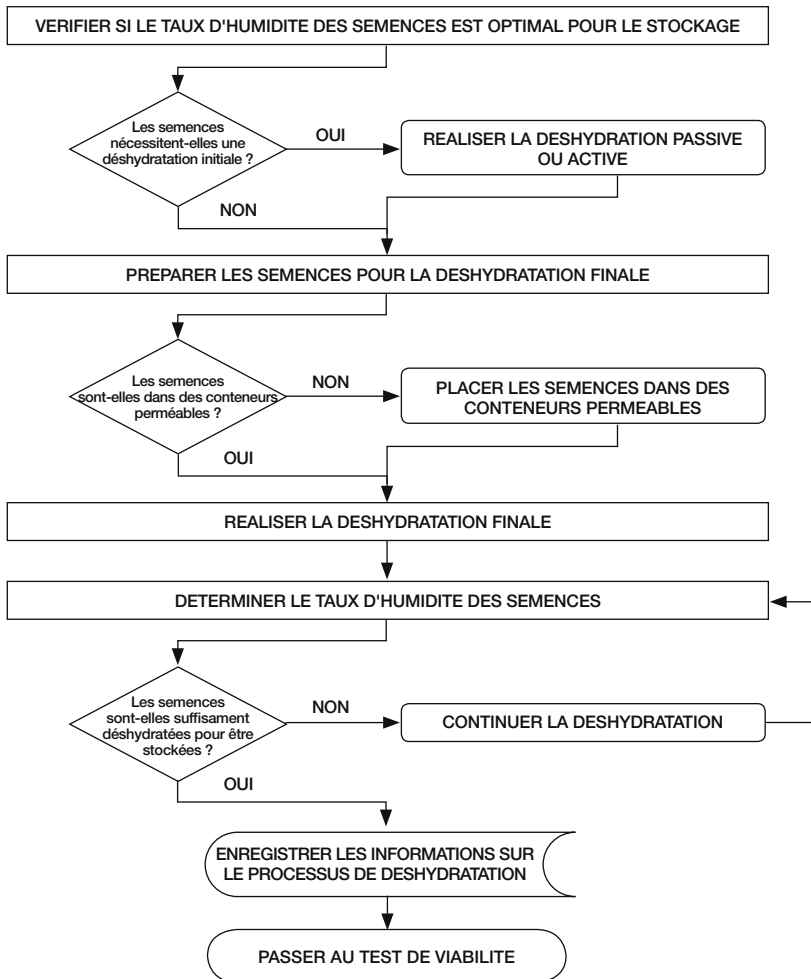 VERIFIER SI LE TAUX D'HUMIDITE DES SEMENCES EST OPTIMAL POUR LE STOCKAGE
Les semences
nécessitent-elles une
déshydratation initiale ?
OUI
REALISER LA DESHYDRATION PASSIVE
OU ACTIVE
NON
PREPARER LES SEMENCES POUR LA DESHYDRATATION FINALE
Les semences
sont-elles dans des conteneurs
perméables ?
NON
PLACER LES SEMENCES DANS DES
CONTENEURS PERMEABLES
OUI
REALISER LA DESHYDRATATION FINALE
DETERMINER LE TAUX D'HUMIDITE DES SEMENCES
Les semences
sont-elles suffisament
déshydratées pour être
stockées ?
NON
CONTINUER LA DESHYDRATATION
OUI
ENREGISTRER LES INFORMATIONS SUR
LE PROCESSUS DE DESHYDRATATION
PASSER AU TEST DE VIABILITE